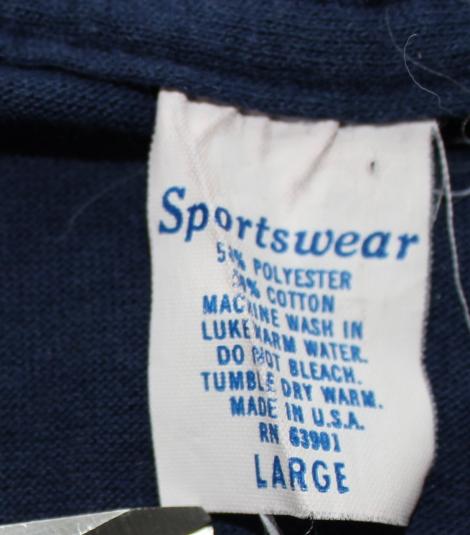 Sportswear
POLYESTER
COTTON
MACHINE WASH IN
LUKEWARM WATER.
DO NOT BLEACH.
TUMBLE DRY WARM.
MADE IN U.S.A.
RN 63901
LARGE